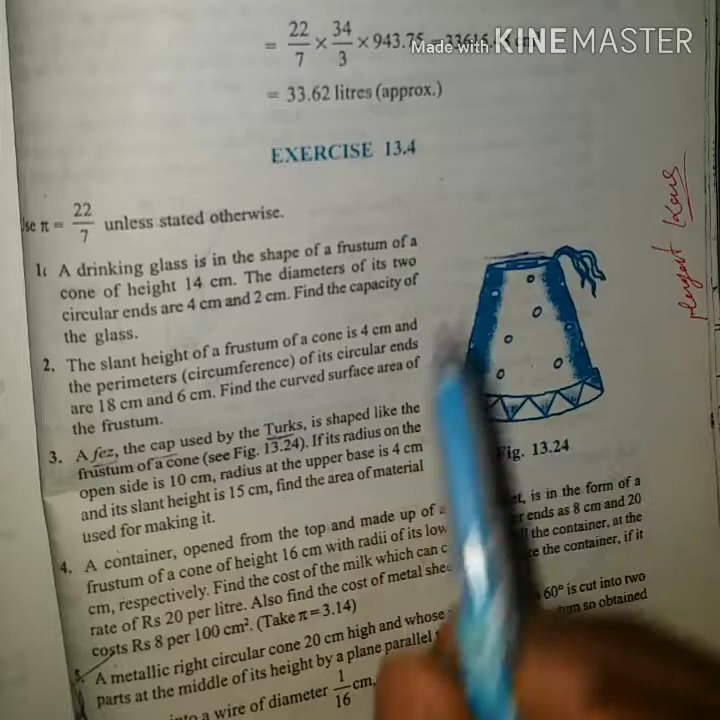 = 22/7 × 34/3 × 943.75
Made with KINEMASTER
= 33.62 litres (approx.)
EXERCISE 13.4
Use π = 22/7 unless stated otherwise.
1. A drinking glass is in the shape of a frustum of a
cone of height 14 cm. The diameters of its two
circular ends are 4 cm and 2 cm. Find the capacity of
the glass.
2. The slant height of a frustum of a cone is 4 cm and
the perimeters (circumference) of its circular ends
are 18 cm and 6 cm. Find the curved surface area of
the frustum.
3. A fez, the cap used by the Turks, is shaped like the
frustum of a cone (see Fig. 13.24). If its radius on the
open side is 10 cm, radius at the upper base is 4 cm
and its slant height is 15 cm, find the area of material
used for making it.
Fig. 13.24
4. A container, opened from the top and made up of a is in the form of a
frustum of a cone of height 16 cm with radii of its ends as 8 cm and 20
cm, respectively. Find the cost of the milk which can the container, at the
rate of Rs 20 per litre. Also find the cost of metal the container, if it
costs Rs 8 per 100 cm². (Take π = 3.14)
5. A metallic right circular cone 20 cm high and whose 60° is cut into two
parts at the middle of its height by a plane parallel so obtained
into a wire of diameter 1/16 cm,